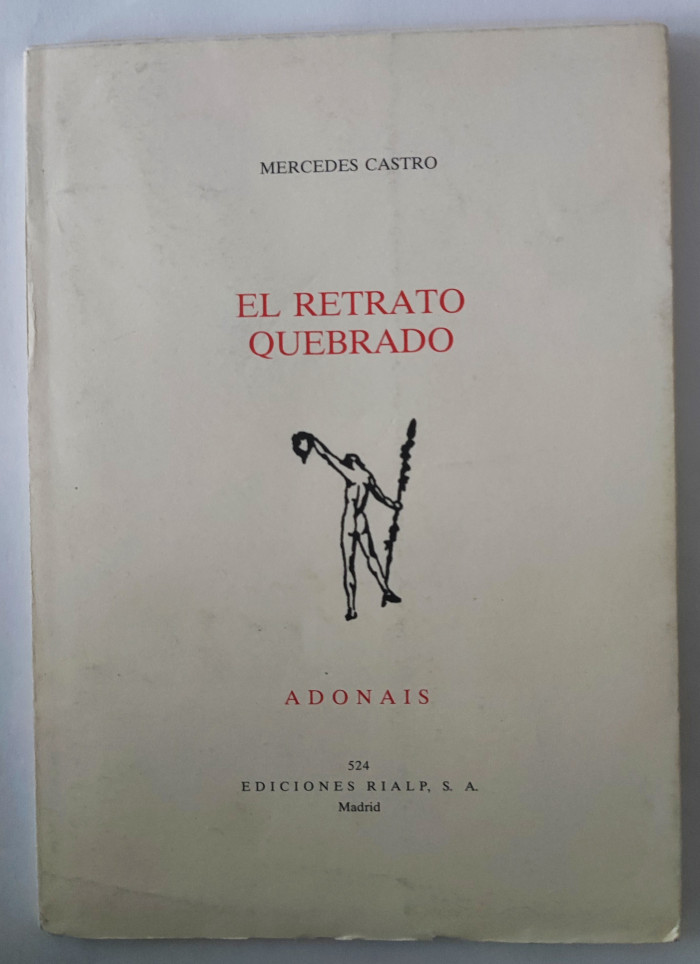 MERCEDES CASTRO
EL RETRATO
QUEBRADO
ADONAIS
524
EDICIONES RIALP, S. A.
Madrid